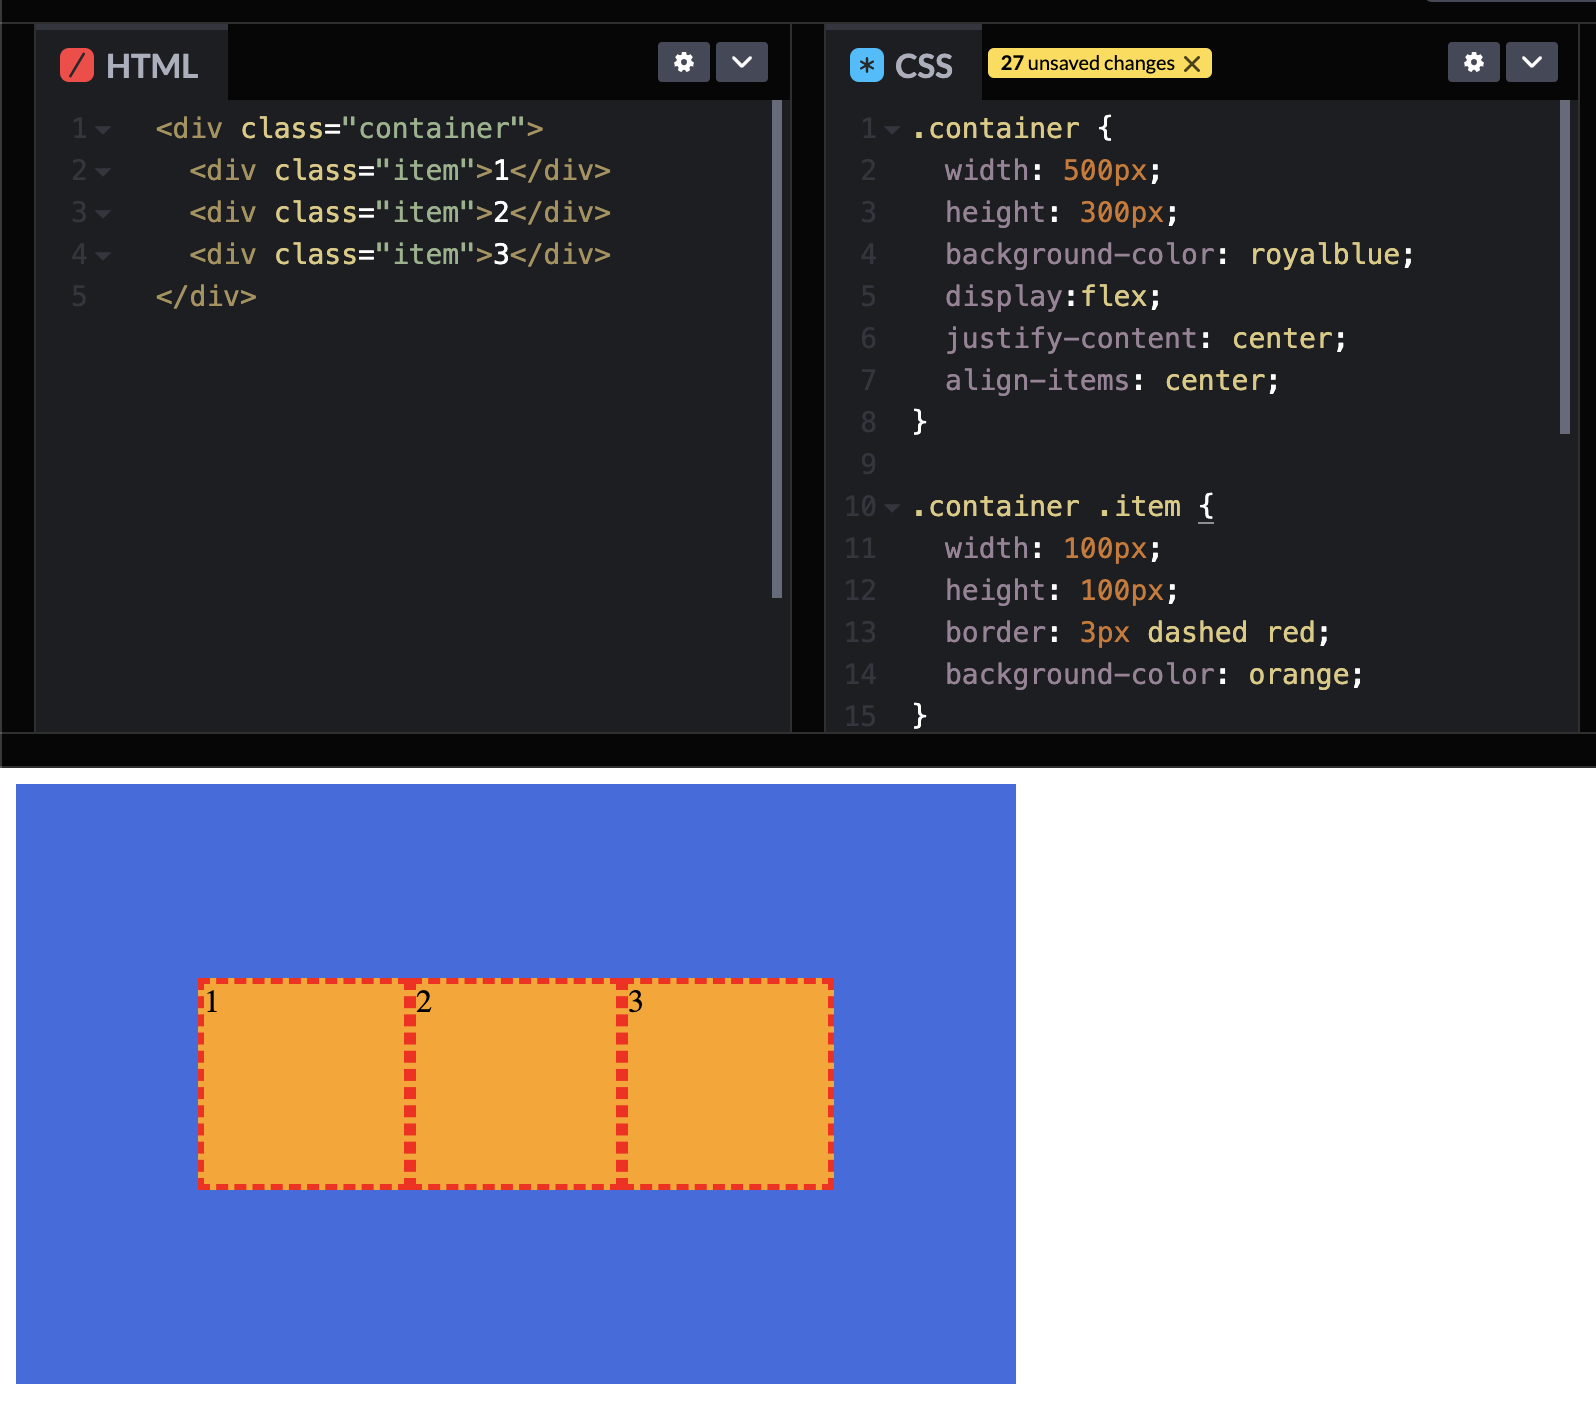 HTML
1 <div class="container">
2 <div class="item">1</div>
3 <div class="item">2</div>
4 <div class="item">3</div>
5 </div>
CSS 27 unsaved changes
1 .container {
2 width: 500px;
3 height: 300px;
4 background-color: royalblue;
5 display:flex;
6 justify-content: center;
7 align-items: center;
8 }
9
10 .container .item {
11 width: 100px;
12 height: 100px;
13 border: 3px dashed red;
14 background-color: orange;
15 }
1 2 3